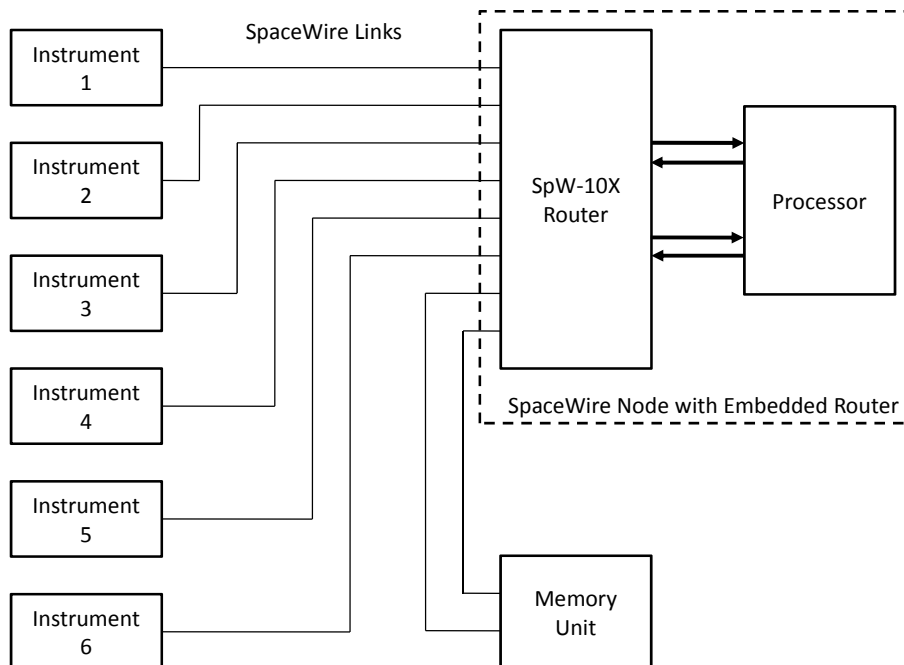 SpaceWire Links
Instrument
1
Instrument
2
Instrument
3
Instrument
4
Instrument
5
Instrument
6
SpW-10X
Router
Processor
SpaceWire Node with Embedded Router
Memory
Unit